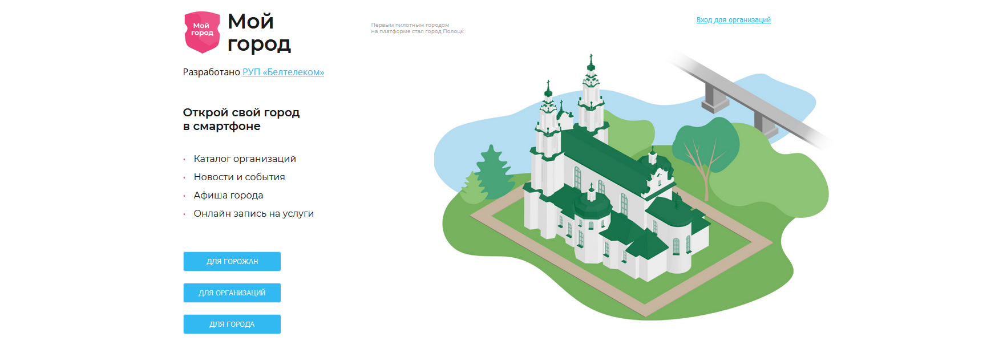 Мой
город
Мой
город
Первым пилотным городом
на платформе стал город Полоцк
Вход для организаций
Разработано РУП «Белтелеком»
Открой свой город
в смартфоне
• Каталог организаций
• Новости и события
• Афиша города
• Онлайн запись на услуги
ДЛЯ ГОРОЖАН
ДЛЯ ОРГАНИЗАЦИЙ
ДЛЯ ГОРОДА